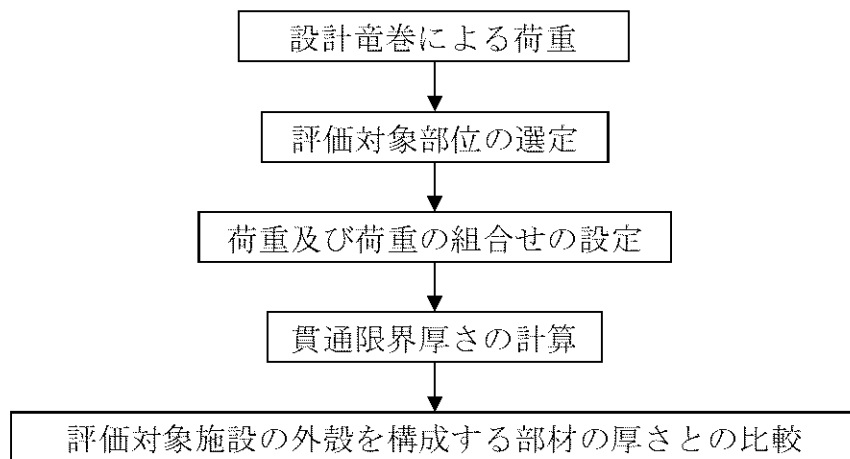 設計竜巻による荷重
評価対象部位の選定
荷重及び荷重の組合せの設定
貫通限界厚さの計算
評価対象施設の外殻を構成する部材の厚さとの比較